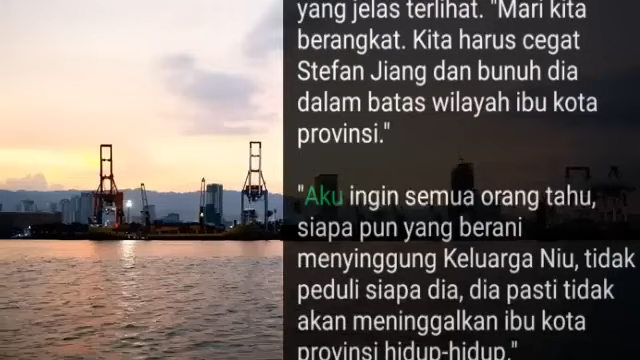 yang jelas terlihat. "Mari kita
berangkat. Kita harus cegat
Stefan Jiang dan bunuh dia
dalam batas wilayah ibu kota
provinsi."
"Aku ingin semua orang tahu,
siapa pun yang berani
menyinggung Keluarga Niu, tidak
peduli siapa dia, dia pasti tidak
akan meninggalkan ibu kota
provinsi hidup-hidup."